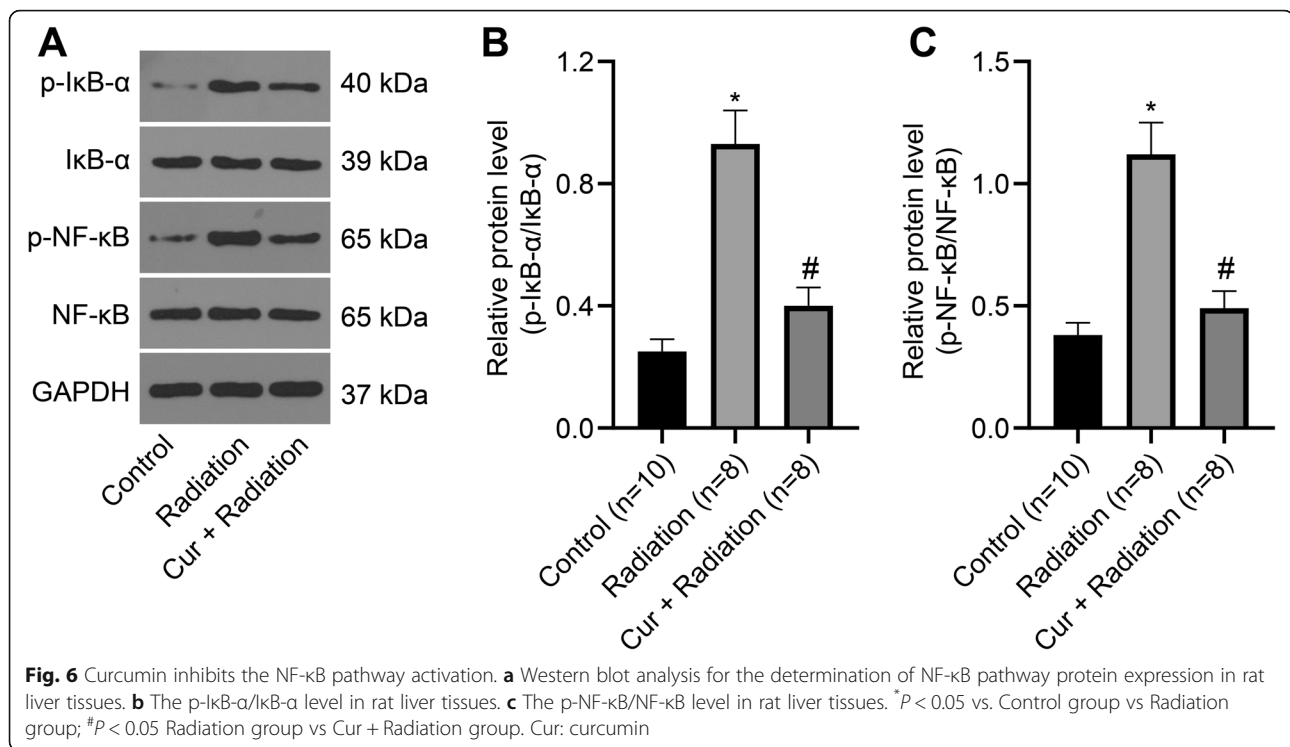 A
p-IκB-α
40 kDa
IκB-α
39 kDa
p-NF-κB
65 kDa
NF-κB
65 kDa
GAPDH
37 kDa
Control
Radiation
Cur + Radiation
B
Relative protein level
(p-IκB-α/IκB-α)
1.2
0.8
0.4
0.0
*
#
Control (n=10)
Radiation (n=8)
Cur + Radiation (n=8)
C
Relative protein level
(p-NF-κB/NF-κB)
1.5
1.0
0.5
0.0
*
#
Control (n=10)
Radiation (n=8)
Cur + Radiation (n=8)
Fig. 6 Curcumin inhibits the NF-κB pathway activation. a Western blot analysis for the determination of NF-κB pathway protein expression in rat
liver tissues. b The p-IκB-α/IκB-α level in rat liver tissues. c The p-NF-κB/NF-κB level in rat liver tissues. *P < 0.05 vs. Control group vs Radiation
group; #P < 0.05 Radiation group vs Cur + Radiation group. Cur: curcumin